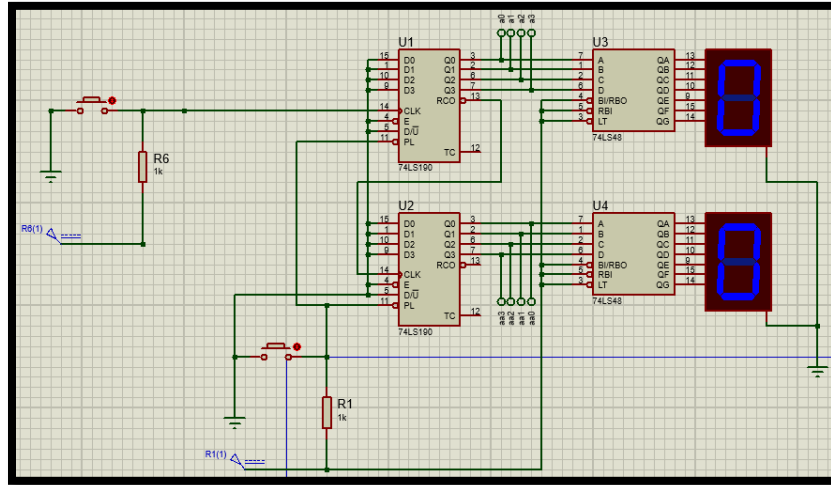 a0 a1 a2 a3
U1
15 D0 Q0 3
1 D1 Q1 2
10 D2 Q2 6
9 D3 Q3 7
RCO 13
14 CLK
4 E
5 D/U
11 PL
TC 12
74LS190
U3
7 A QA 13
1 B QB 12
2 C QC 11
6 D QD 10
4 BI/RBO QE 9
5 RBI QF 15
3 LT QG 14
74LS48
R6
1k
R6(1)
U2
15 D0 Q0 3
1 D1 Q1 2
10 D2 Q2 6
9 D3 Q3 7
RCO 13
14 CLK
4 E
5 D/U
11 PL
TC 12
74LS190
aa3 aa2 aa1 aa0
U4
7 A QA 13
1 B QB 12
2 C QC 11
6 D QD 10
4 BI/RBO QE 9
5 RBI QF 15
3 LT QG 14
74LS48
R1
1k
R1(1)